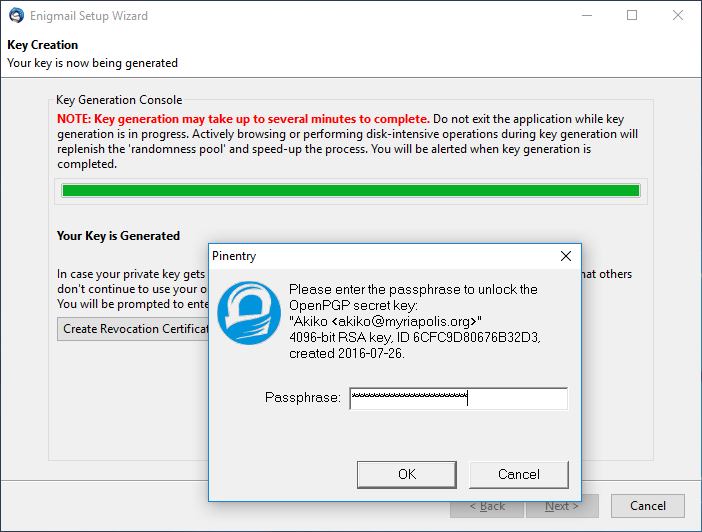 Enigmail Setup Wizard
Key Creation
Your key is now being generated
Key Generation Console
NOTE: Key generation may take up to several minutes to complete. Do not exit the application while key
generation is in progress. Actively browsing or performing disk-intensive operations during key generation will
replenish the 'randomness pool' and speed-up the process. You will be alerted when key generation is
completed.
Your Key is Generated
In case your private key gets
hat others
don't continue to use your o
You will be prompted to ente
Create Revocation Certificat
Pinentry
Please enter the passphrase to unlock the
OpenPGP secret key:
"Akiko <akiko@myriapolis.org>"
4096-bit RSA key, ID 6CFC9D80676B32D3,
created 2016-07-26.
Passphrase:
OK
Cancel
< Back
Next >
Cancel